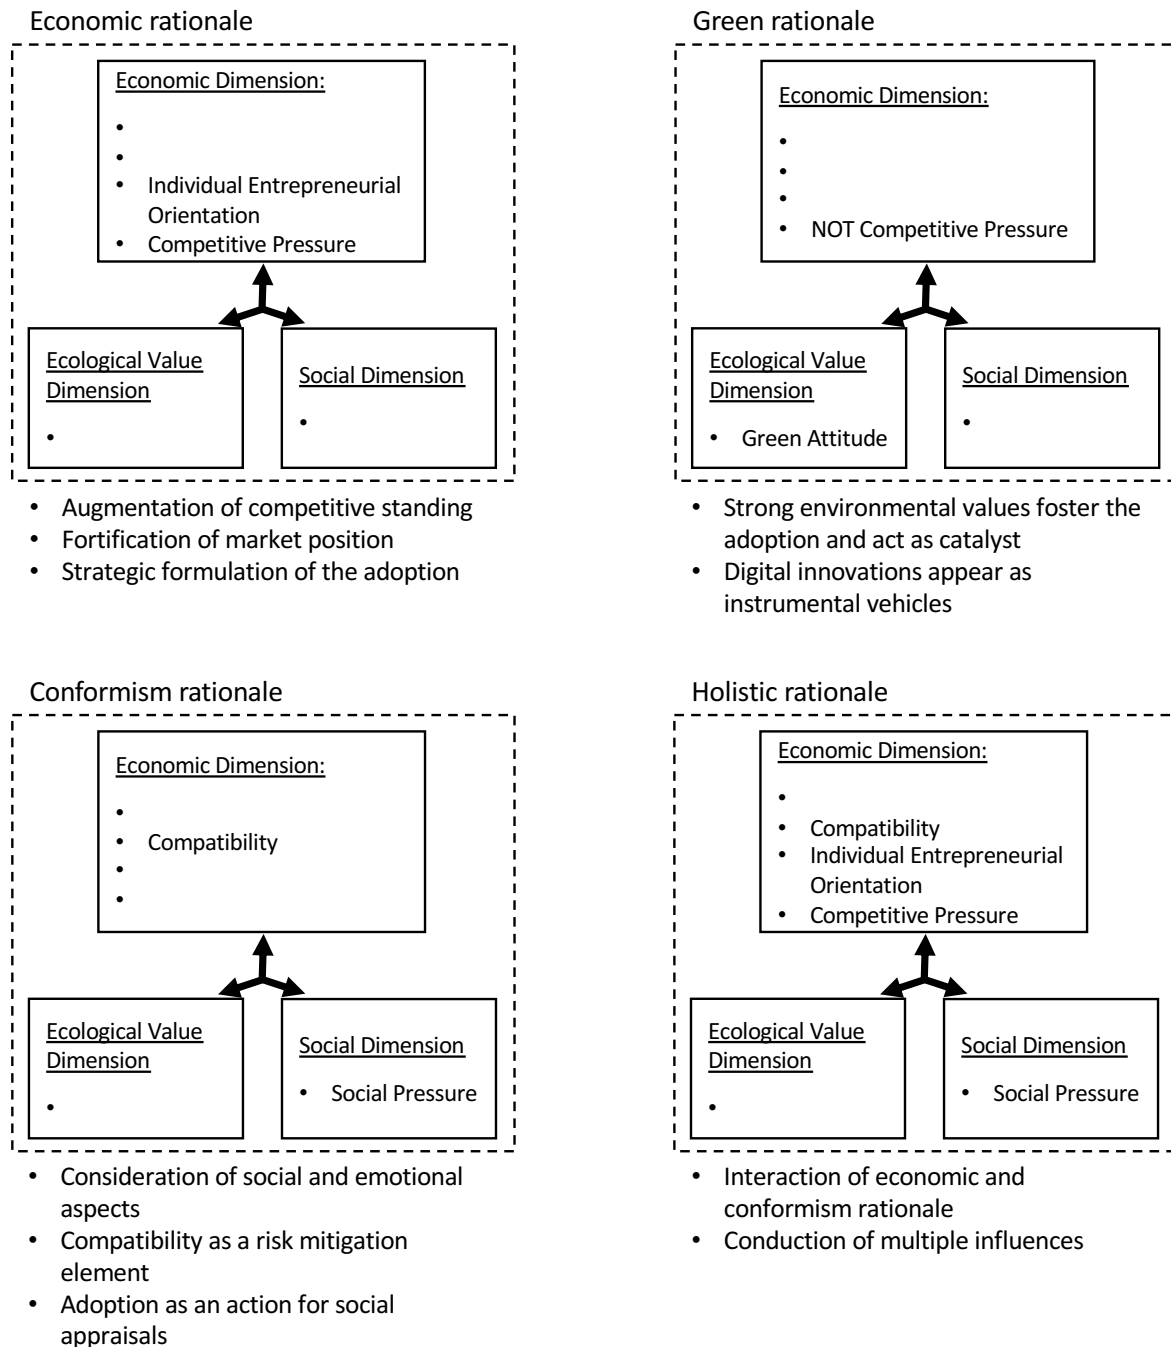 Economic rationale
Economic Dimension:
•
•
• Individual Entrepreneurial
Orientation
• Competitive Pressure
Ecological Value
Dimension
•
Social Dimension
•
• Augmentation of competitive standing
• Fortification of market position
• Strategic formulation of the adoption
Green rationale
Economic Dimension:
•
•
•
• NOT Competitive Pressure
Ecological Value
Dimension
• Green Attitude
Social Dimension
•
• Strong environmental values foster the
adoption and act as catalyst
• Digital innovations appear as
instrumental vehicles
Conformism rationale
Economic Dimension:
•
• Compatibility
•
•
Ecological Value
Dimension
•
Social Dimension
• Social Pressure
• Consideration of social and emotional
aspects
• Compatibility as a risk mitigation
element
• Adoption as an action for social
appraisals
Holistic rationale
Economic Dimension:
•
• Compatibility
• Individual Entrepreneurial
Orientation
• Competitive Pressure
Ecological Value
Dimension
•
Social Dimension
• Social Pressure
• Interaction of economic and
conformism rationale
• Conduction of multiple influences